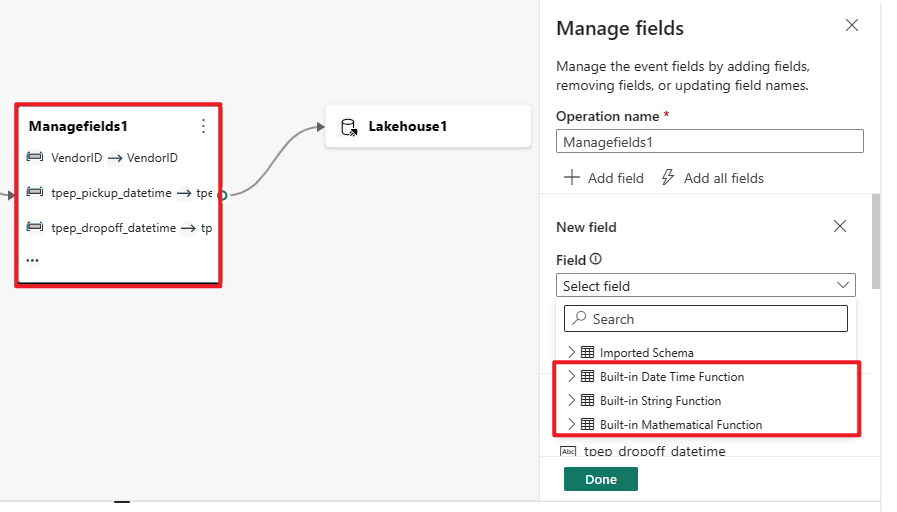 Managefields1
VendorID → VendorID
tpep_pickup_datetime → tpe
tpep_dropoff_datetime → tp
...
Lakehouse1
Manage fields
Manage the event fields by adding fields,
removing fields, or updating field names.
Operation name *
Managefields1
Add field Add all fields
New field
Field
Select field
Search
Imported Schema
Built-in Date Time Function
Built-in String Function
Built-in Mathematical Function
Abc tpep_dropoff_datetime
Done